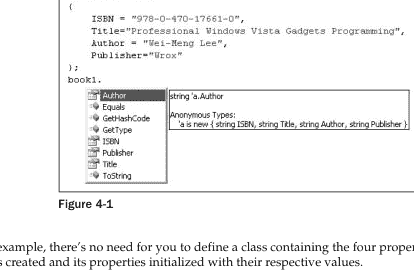 {
ISBN = "978-0-470-17661-0",
Title="Professional Windows Vista Gadgets Programming",
Author = "Wei-Meng Lee",
Publisher="Wrox"
};
book1.
Author
string 'a.Author
Equals
Anonymous Types:
GetHashCode
'a is new { string ISBN, string Title, string Author, string Publisher }
GetType
ISBN
Publisher
Title
ToString
Figure 4-1
example, there's no need for you to define a class containing the four
s created and its properties initialized with their respective values.